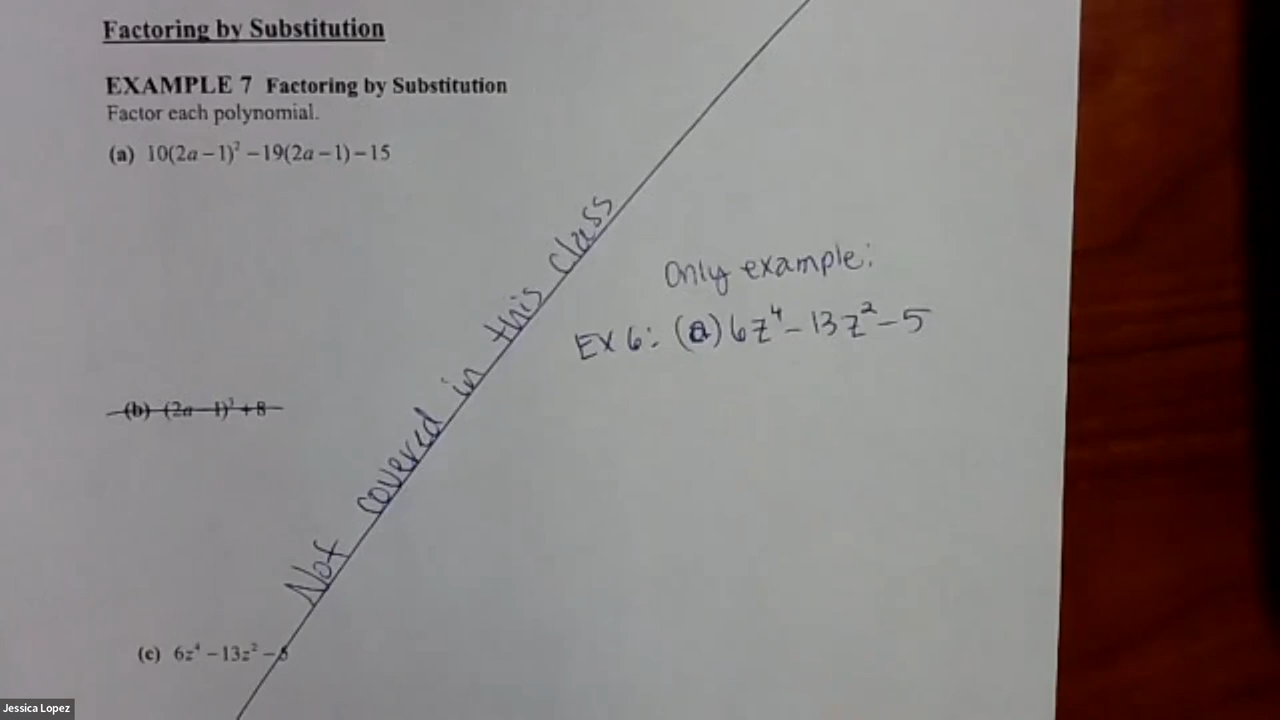 Factoring by Substitution
EXAMPLE 7 Factoring by Substitution
Factor each polynomial.
(a) 10(2a – 1)² – 19(2a – 1) – 15
Not covered in this class
Only example:
EX 6: (a) 6z⁴ – 13z² – 5
(b) (2a – 1)³ + 8
(c) 6z⁴ – 13z² – 5
Jessica Lopez